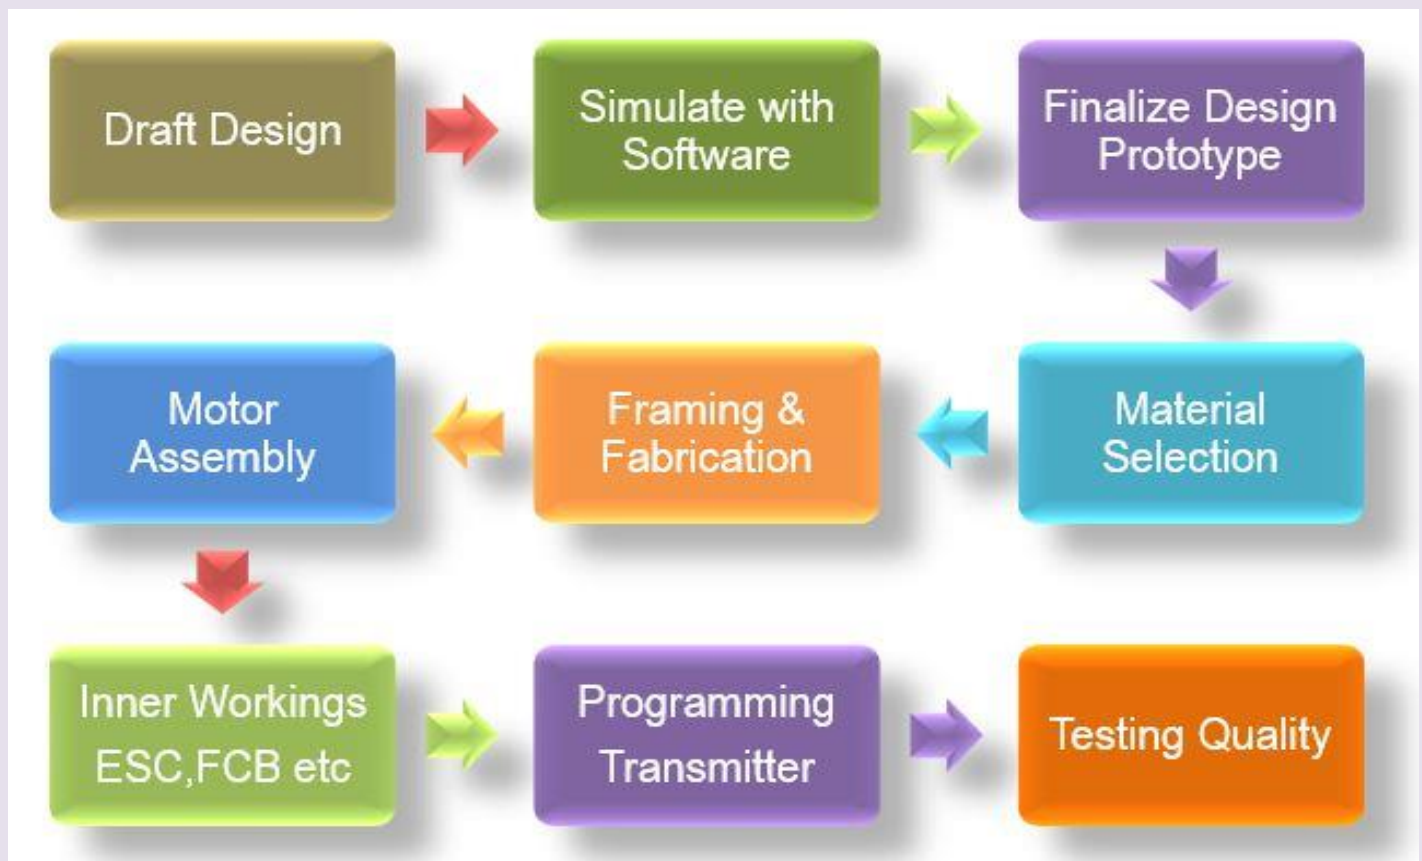 Draft Design
Simulate with
Software
Finalize Design
Prototype
Material
Selection
Framing &
Fabrication
Motor
Assembly
Inner Workings
ESC,FCB etc
Programming
Transmitter
Testing Quality